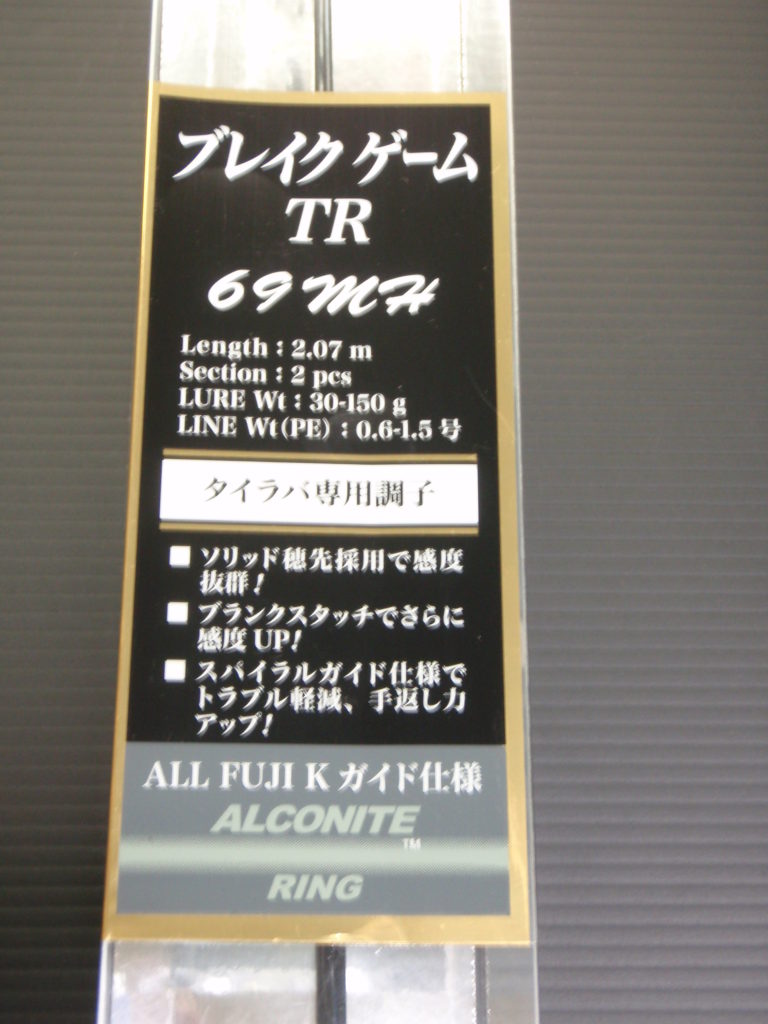 ブレイク ゲーム
TR
69MH
Length : 2.07 m
Section : 2 pcs
LURE Wt : 30-150 g
LINE Wt(PE) : 0.6-1.5 号
タイラバ専用調子
■ ソリッド穂先採用で感度
抜群!
■ ブランクスタッチでさらに
感度 UP!
■ スパイラルガイド仕様で
トラブル軽減、手返し力
アップ!
ALL FUJI K ガイド仕様
ALCONITE
TM
RING